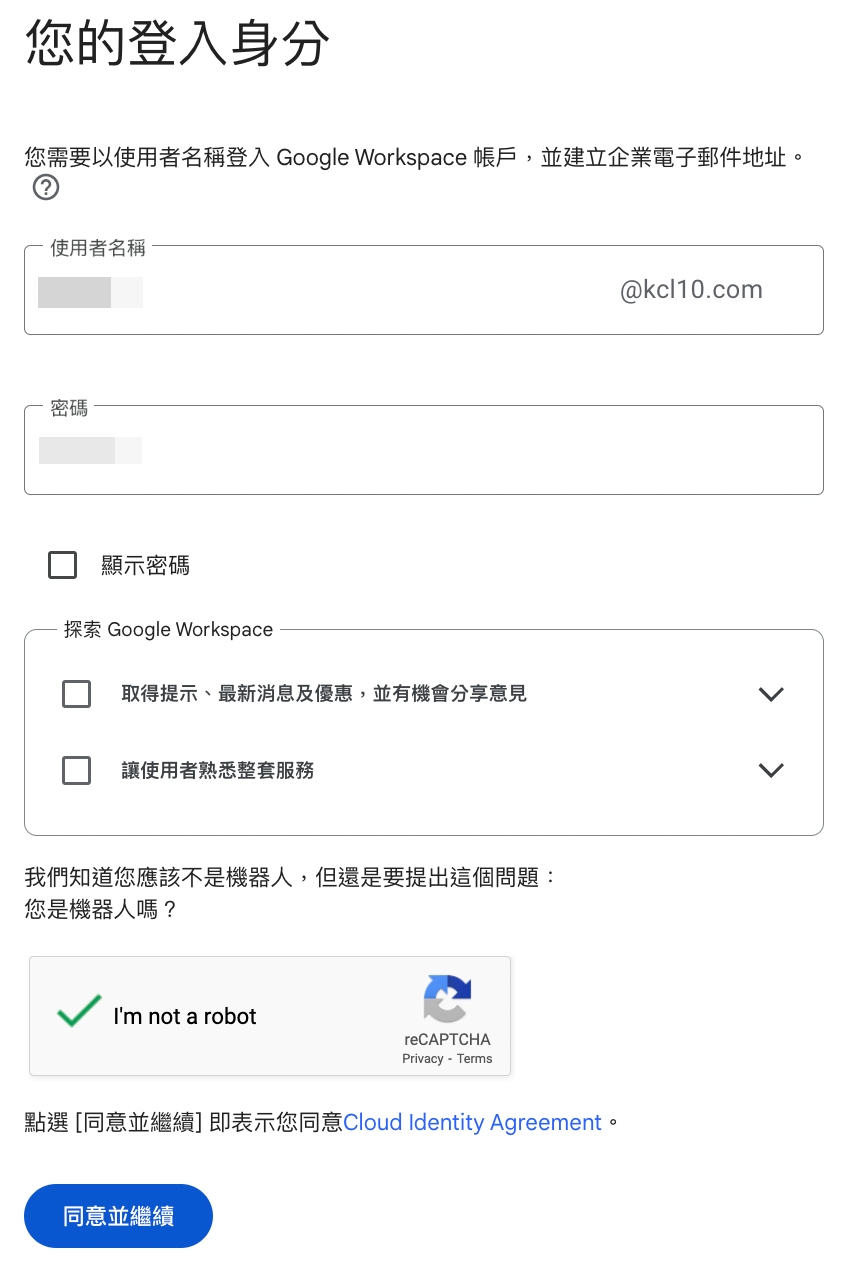 您的登入身分
您需要以使用者名稱登入 Google Workspace 帳戶，並建立企業電子郵件地址。
使用者名稱
@kcl10.com
密碼
顯示密碼
探索 Google Workspace
取得提示、最新消息及優惠，並有機會分享意見
讓使用者熟悉整套服務
我們知道您應該不是機器人，但還是要提出這個問題：
您是機器人嗎？
I'm not a robot
reCAPTCHA
Privacy - Terms
點選 [同意並繼續] 即表示您同意Cloud Identity Agreement。
同意並繼續